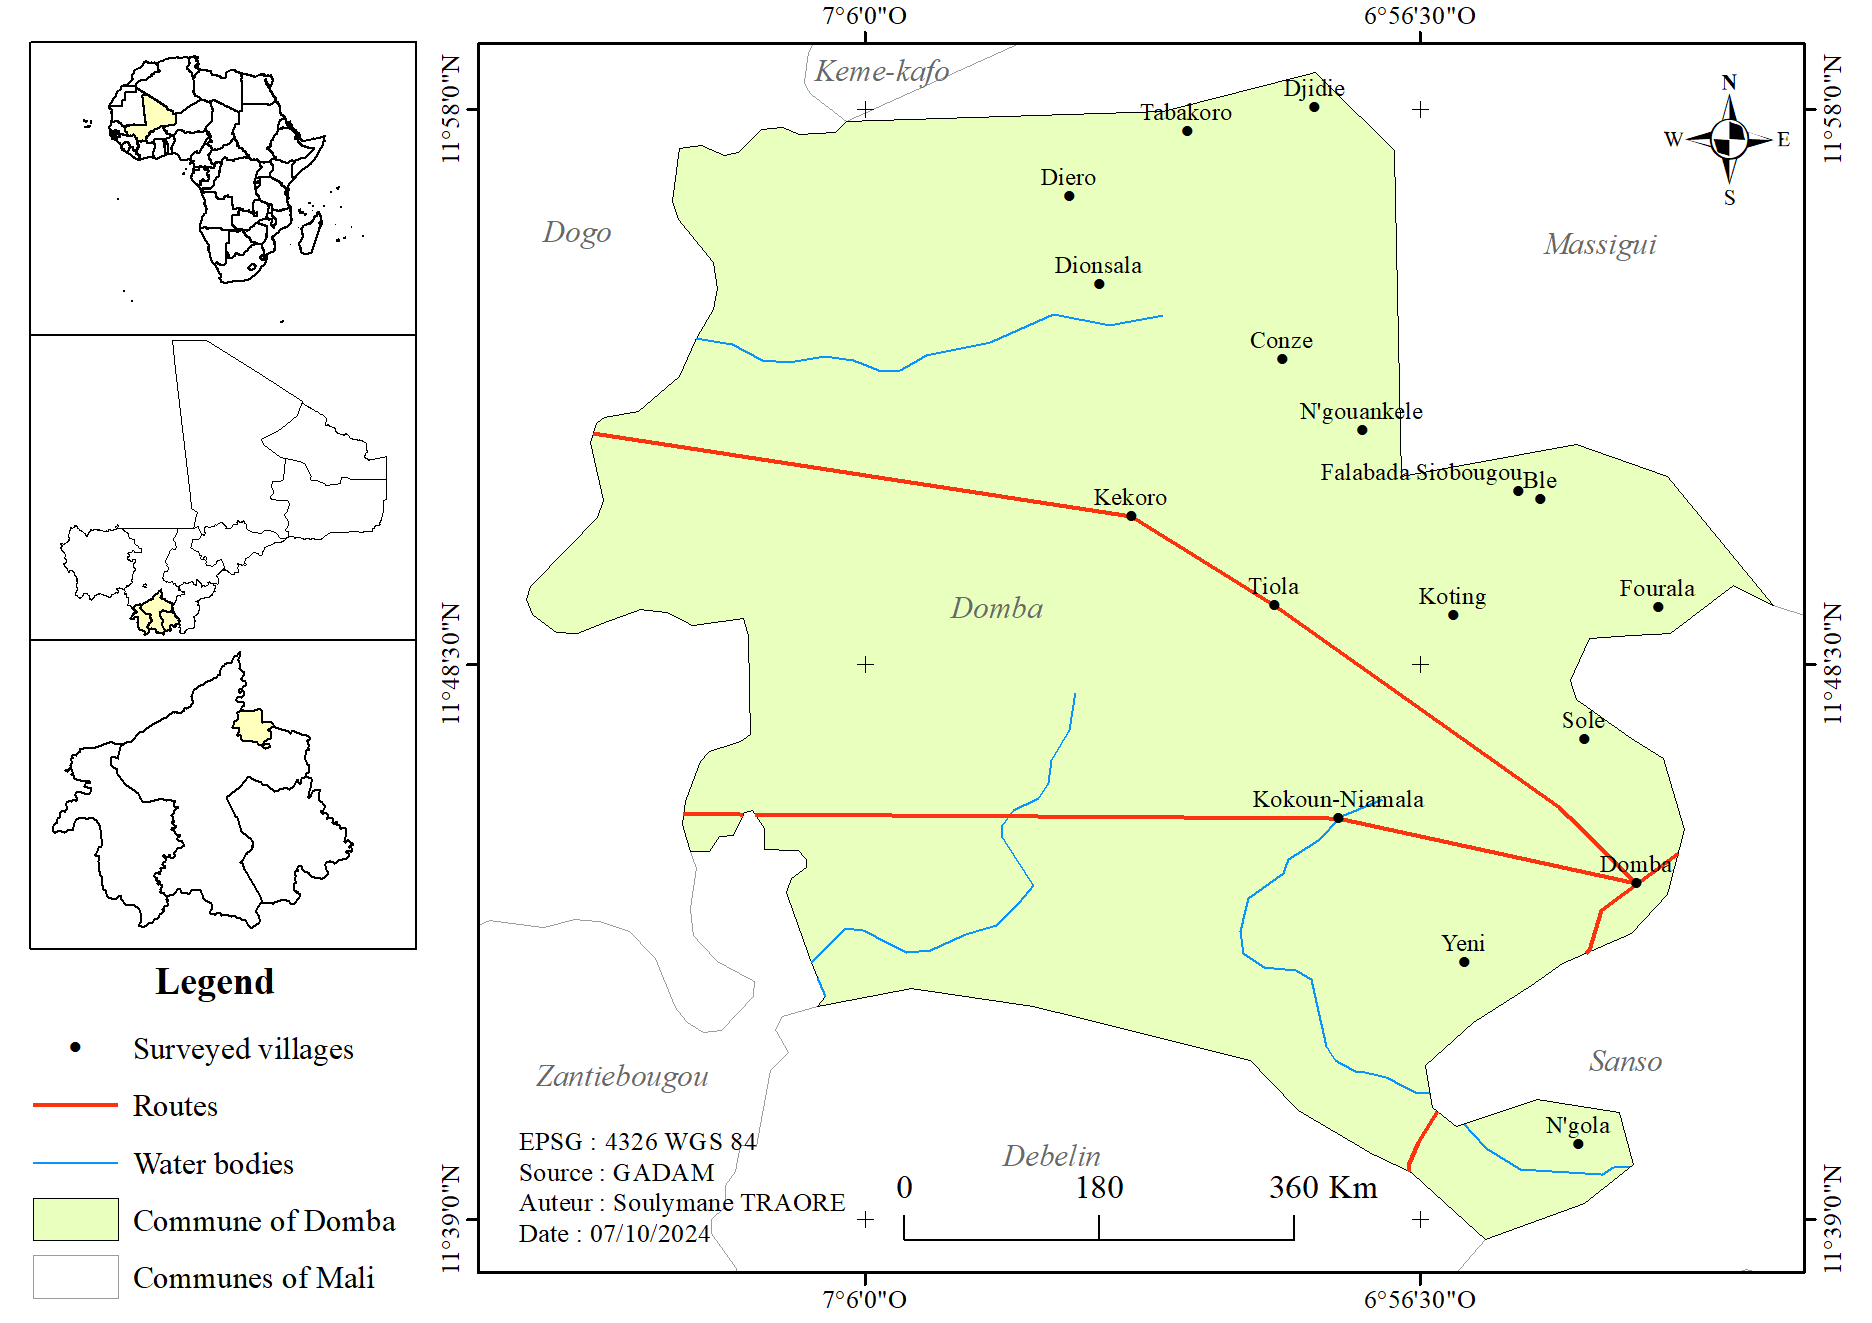 7°6'0"O
6°56'30"O
11°58'0"N
11°58'0"N
Keme-kafo
Djidie
Tabakoro
N
W
E
S
Diero
Dogo
Massigui
Dionsala
Conze
N'gouankele
Falabada Siobougou
Ble
Kekoro
Tiola
Koting
Fourala
Domba
11°48'30"N
11°48'30"N
Sole
Kokoun-Niamala
Domba
Yeni
Sanso
Zantiebougou
N'gola
Debelin
EPSG : 4326 WGS 84
Source : GADAM
Auteur : Soulymane TRAORE
Date : 07/10/2024
0 180 360 Km
11°39'0"N
11°39'0"N
7°6'0"O
6°56'30"O
Legend
Surveyed villages
Routes
Water bodies
Commune of Domba
Communes of Mali